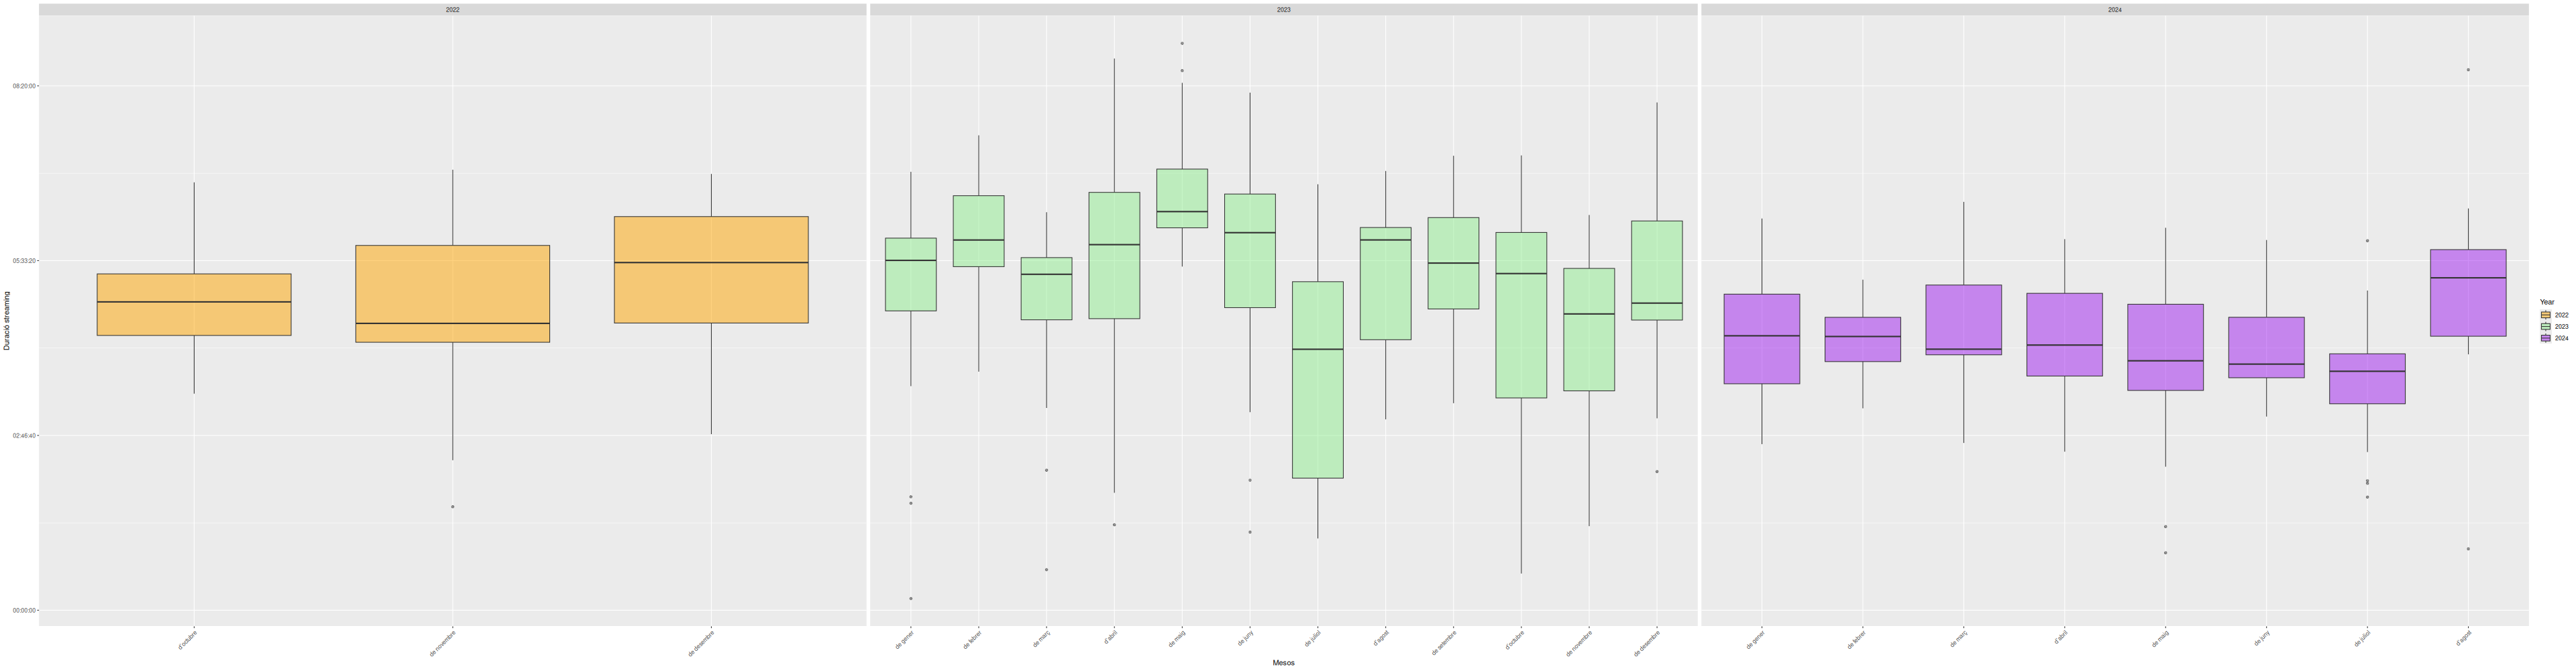 2022
2023
2024
08:20:00
05:33:20
02:46:40
00:00:00
Duració streaming
d'octubre
de novembre
de desembre
de gener
de febrer
de març
d'abril
de maig
de juny
de juliol
d'agost
de setembre
d'octubre
de novembre
de desembre
de gener
de febrer
de març
d'abril
de maig
de juny
de juliol
d'agost
Mesos
Year
2022
2023
2024